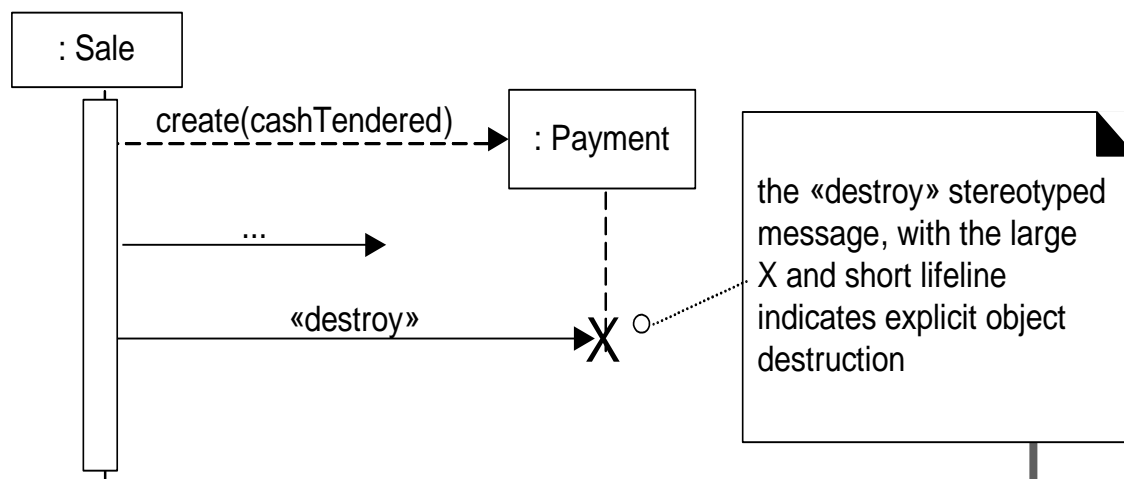 : Sale
create(cashTendered)
: Payment
...
«destroy»
X
the «destroy» stereotyped
message, with the large
X and short lifeline
indicates explicit object
destruction